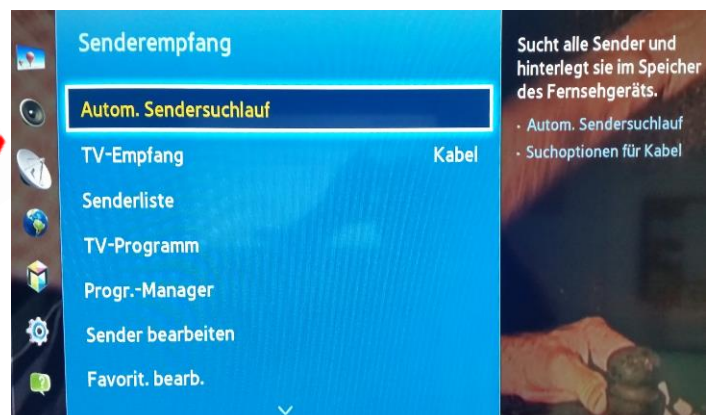 Senderempfang
Autom. Sendersuchlauf
TV-Empfang Kabel
Senderliste
TV-Programm
Progr.-Manager
Sender bearbeiten
Favorit. bearb.
Sucht alle Sender und
hinterlegt sie im Speicher
des Fernsehgeräts.
· Autom. Sendersuchlauf
· Suchoptionen für Kabel